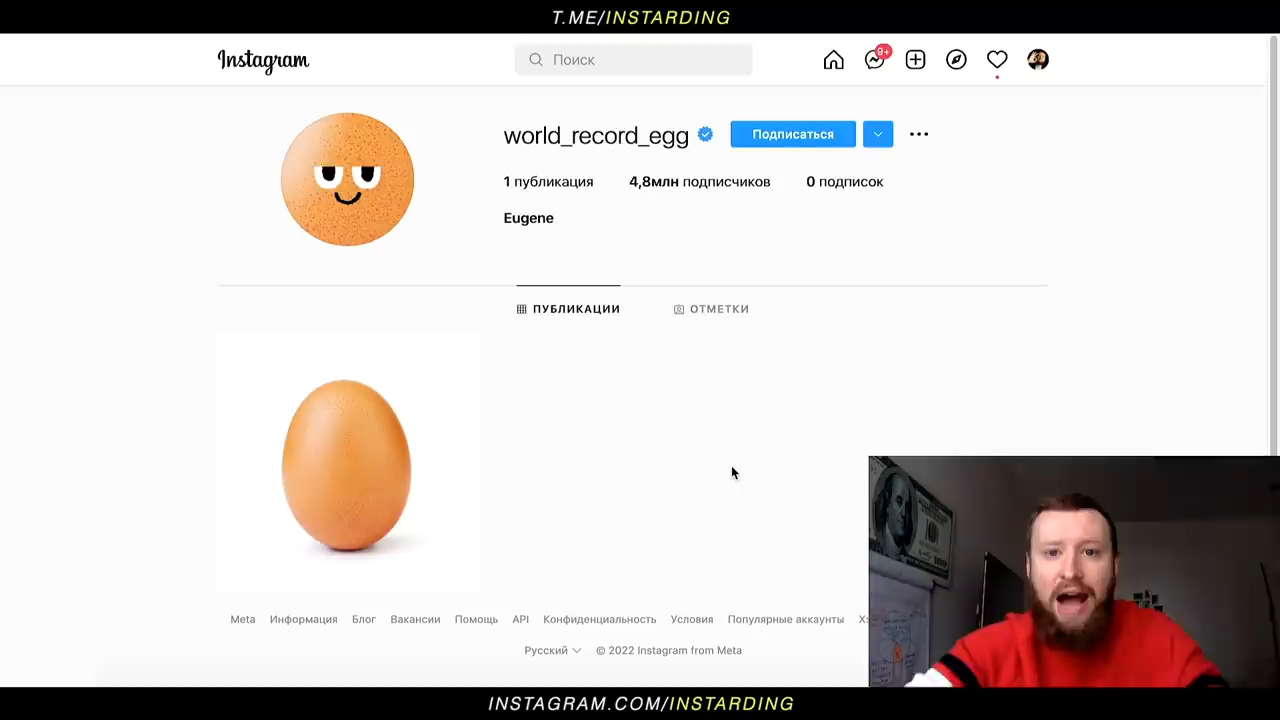 T.ME/INSTARDING
Instagram
Поиск
9+
world_record_egg
Подписаться
1 публикация 4,8млн подписчиков 0 подписок
Eugene
ПУБЛИКАЦИИ ОТМЕТКИ
Meta Информация Блог Вакансии Помощь API Конфиденциальность Условия Популярные аккаунты
Русский © 2022 Instagram from Meta
INSTAGRAM.COM/INSTARDING